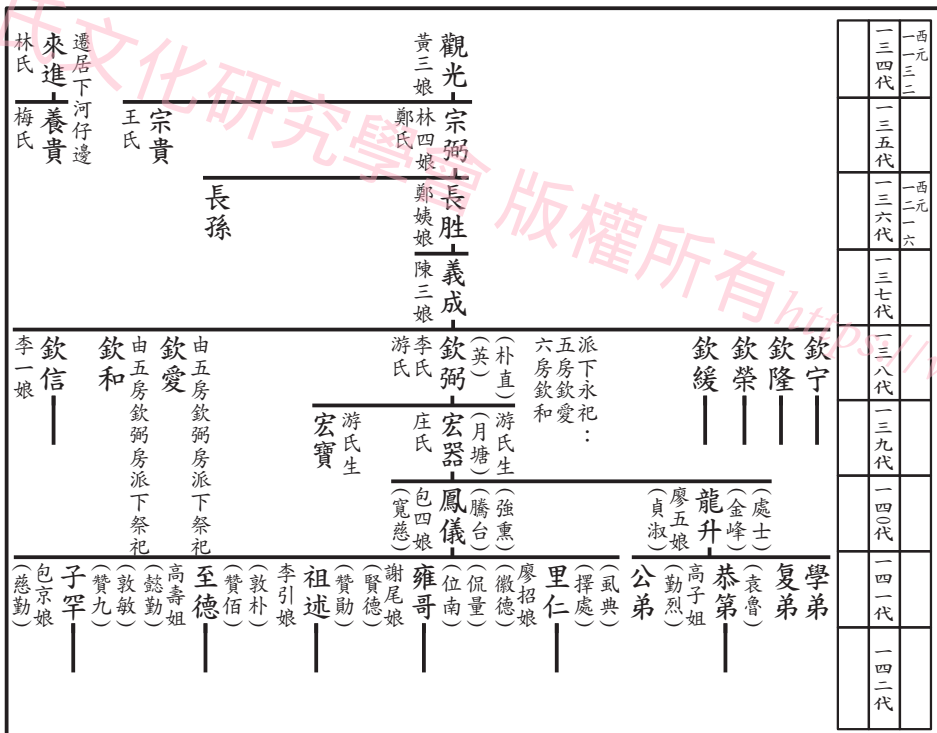 西元一一三二
一三四代
一三五代
西元一二一六
一三六代
一三七代
一三八代
一三九代
一四〇代
一四一代
一四二代
觀光
黃三娘
遷居下河仔邊
來進
林氏
宗弼
林四娘
鄭氏
宗貴
王氏
養貴
梅氏
長胜
鄭姨娘
長孫
義成
陳三娘
欽宁
欽隆
欽榮
欽緩
派下永祀：
五房欽愛
六房欽和
（朴直）
（英）
欽弼
李氏
游氏
由五房欽弼房派下祭祀
欽愛
由五房欽弼房派下祭祀
欽和
欽信
李一娘
游氏生
（月塘）
宏器
庄氏
游氏生
宏寶
（處士）
（金峰）
龍升
廖五娘
（貞淑）
（強熏）
（騰台）
鳳儀
包四娘
（寬慈）
學弟
复弟
（袁魯）
恭第
高子姐
（勤烈）
公弟
（虱典）
（擇處）
里仁
廖招娘
（徽德）
（侃量）
（位南）
雍哥
謝尾娘
（賢德）
（贊勛）
祖述
李引娘
（敦朴）
（贊佰）
至德
高壽姐
（懿勤）
（敦敏）
（贊九）
子罕
包京娘
（慈勤）
氏文化研究學會 版權所有https://w